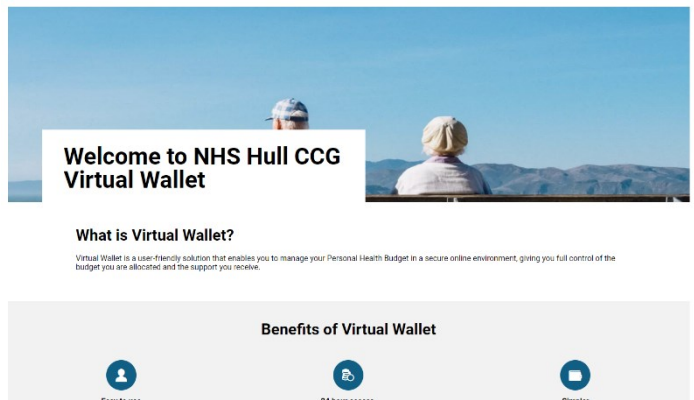 Welcome to NHS Hull CCG
Virtual Wallet
What is Virtual Wallet?
Virtual Wallet is a user-friendly solution that enables you to manage your Personal Health Budget in a secure online environment, giving you full control of the
budget you are allocated and the support you receive.
Benefits of Virtual Wallet